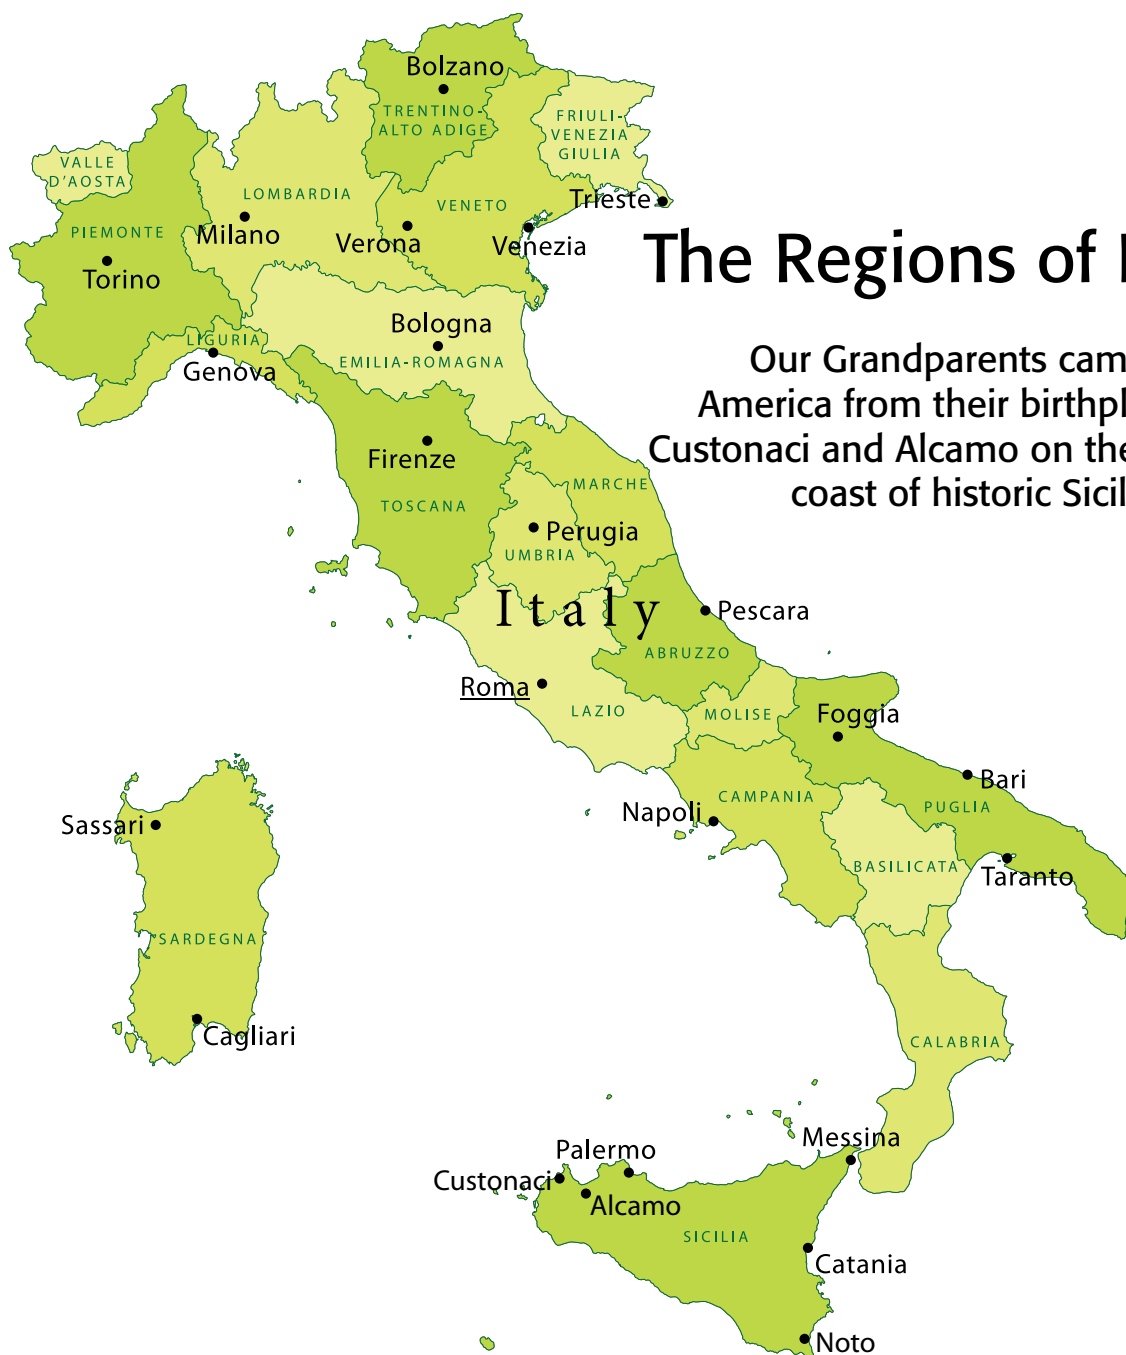 Bolzano
TRENTINO-
ALTO ADIGE
FRIULI-
VENEZIA
GIULIA
VALLE
D'AOSTA
LOMBARDIA
VENETO
Trieste
PIEMONTE
Milano
Verona
Venezia
Torino
The Regions of
Bologna
LIGURIA
EMILIA-ROMAGNA
Genova
Our Grandparents
America from their
Custonaci and Alcamo on the
coast of historic
Firenze
TOSCANA
MARCHE
Perugia
UMBRIA
Italy
Pescara
ABRUZZO
Roma
LAZIO
MOLISE
Foggia
Bari
CAMPANIA
PUGLIA
Napoli
Sassari
BASILICATA
Taranto
SARDEGNA
Cagliari
CALABRIA
Messina
Palermo
Custonaci
Alcamo
SICILIA
Catania
Noto